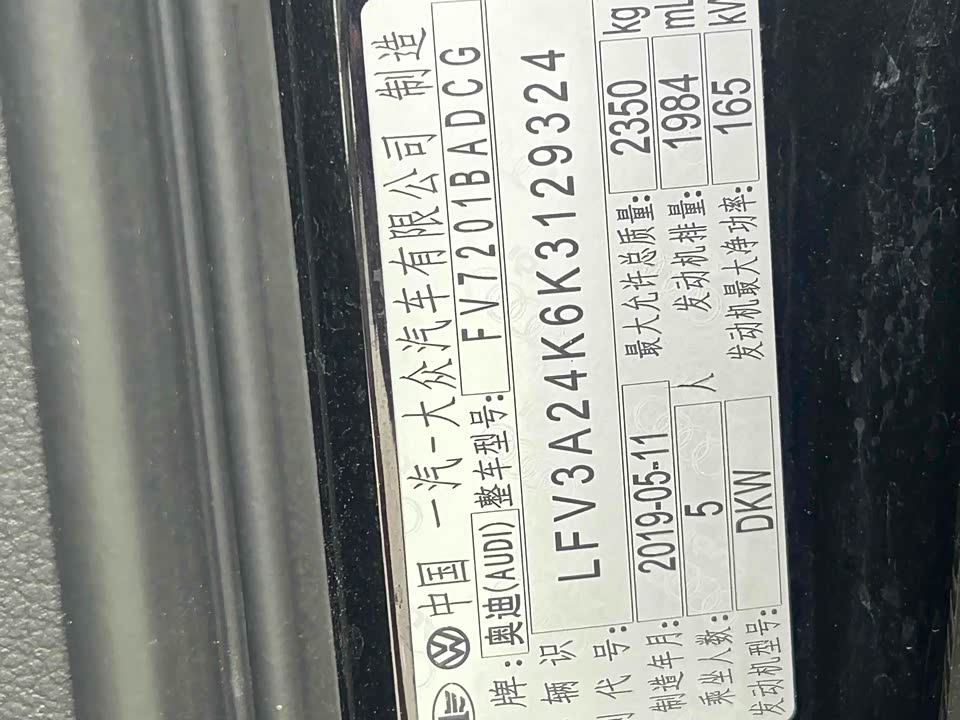 中国 一汽-大众汽车有限公司 制造
牌: 奥迪(AUDI) 整车型号: FV7201BADCG
辆识
代号: LFV3A24K6K3129324
制造年月: 2019-05-11 最大允许总质量: 2350 kg
乘坐人数: 5 人 发动机排量: 1984 mL
发动机型号: DKW 发动机最大净功率: 165 kW